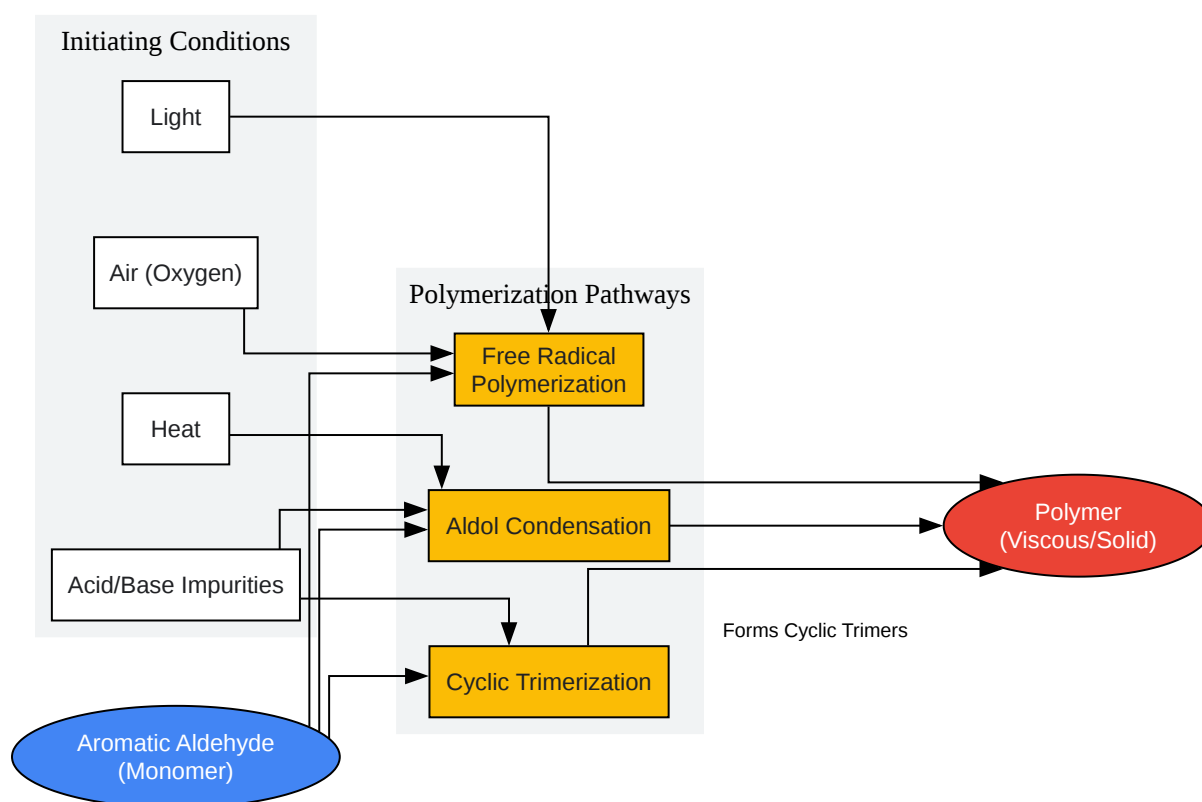 Initiating Conditions
Light
Air (Oxygen)
Heat
Acid/Base Impurities
Aromatic Aldehyde
(Monomer)
Polymerization Pathways
Free Radical
Polymerization
Aldol Condensation
Cyclic Trimerization
Forms Cyclic Trimers
Polymer
(Viscous/Solid)